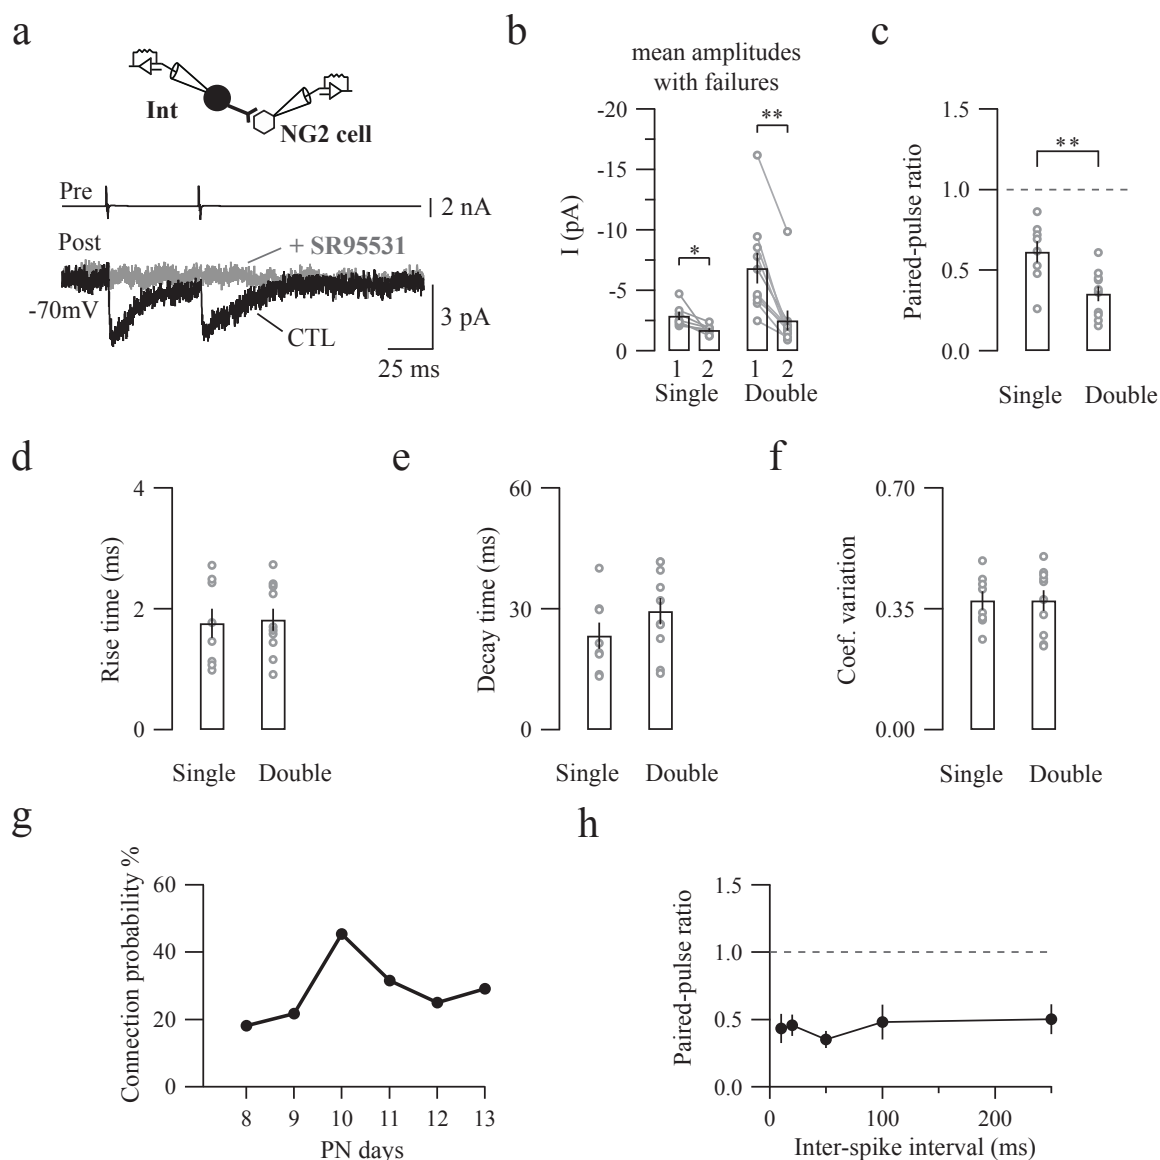 a
Int
NG2 cell
Pre
2 nA
Post
+ SR95531
-70mV
CTL
3 pA
25 ms
b
mean amplitudes
with failures
I (pA)
-20
-15
-10
-5
0
*
**
1 2 1 2
Single Double
c
Paired-pulse ratio
1.5
1.0
0.5
0.0
**
Single Double
d
Rise time (ms)
4
2
0
Single Double
e
Decay time (ms)
60
30
0
Single Double
f
Coef. variation
0.70
0.35
0.00
Single Double
g
Connection probability %
60
40
20
0
8 9 10 11 12 13
PN days
h
Paired-pulse ratio
1.5
1.0
0.5
0.0
0 100 200
Inter-spike interval (ms)